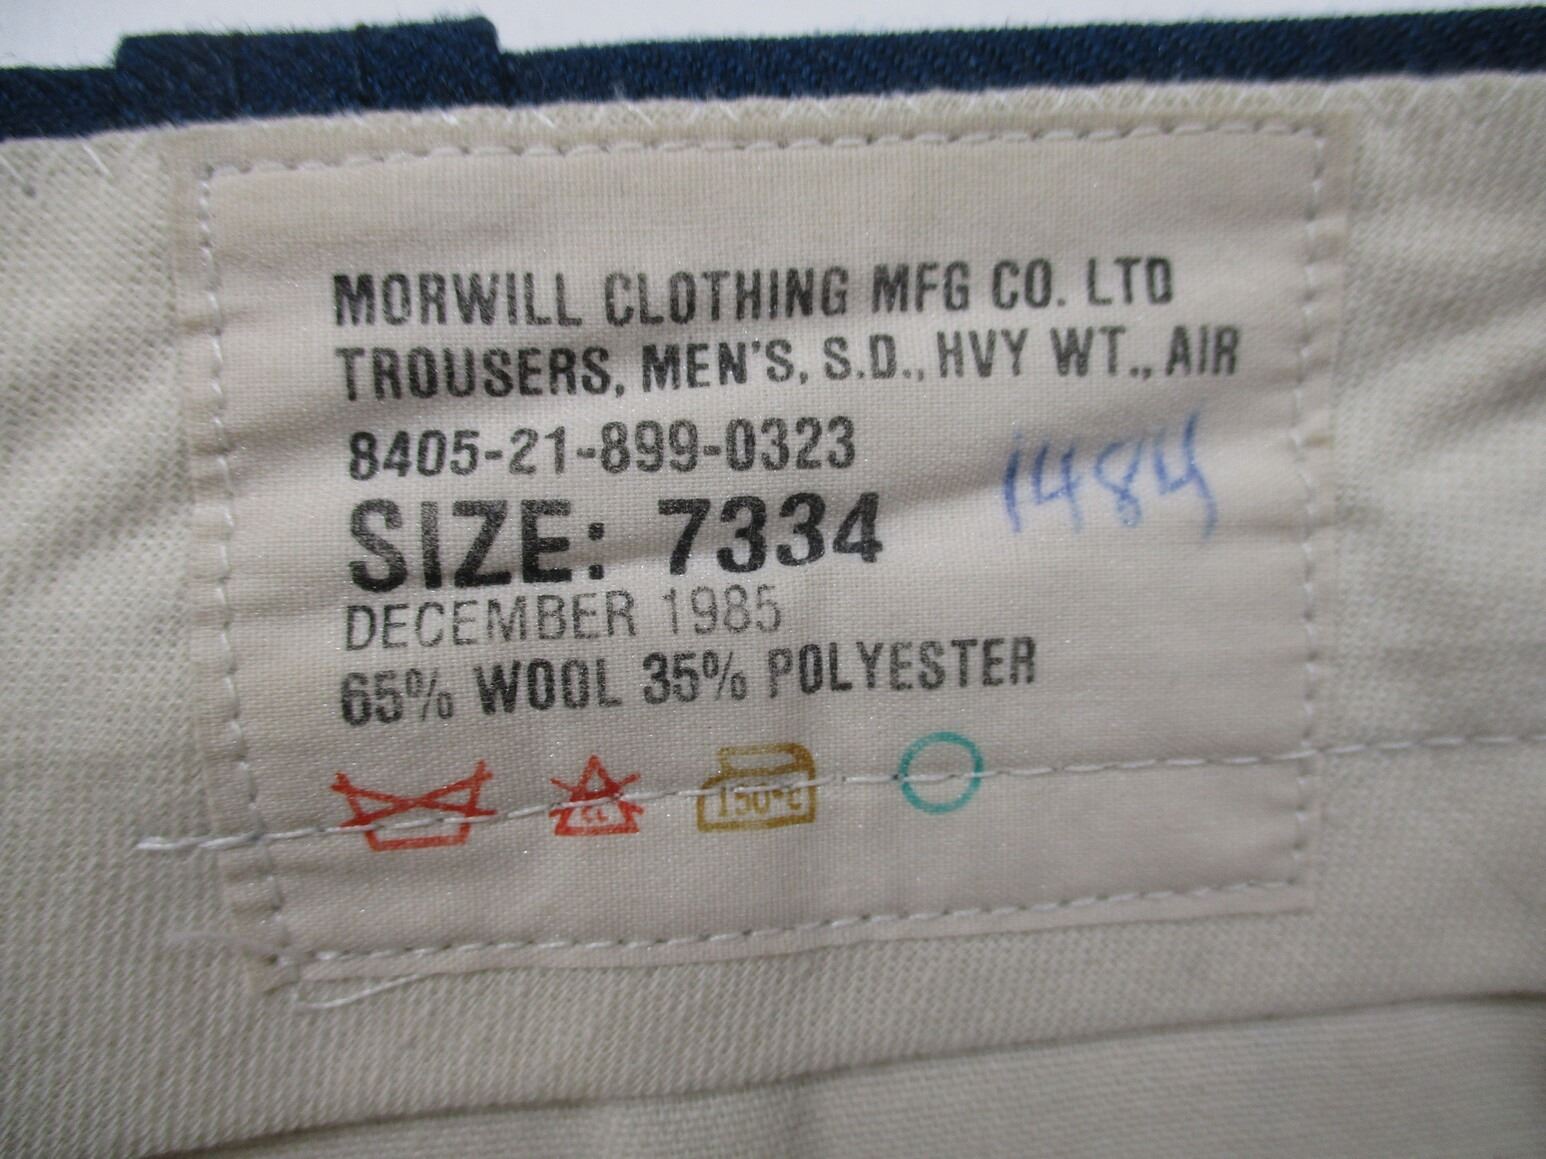 MORWILL CLOTHING MFG CO. LTD
TROUSERS, MEN'S, S.D., HVY WT., AIR
8405-21-899-0323
1484
SIZE: 7334
DECEMBER 1985
65% WOOL 35% POLYESTER
CL 150°C